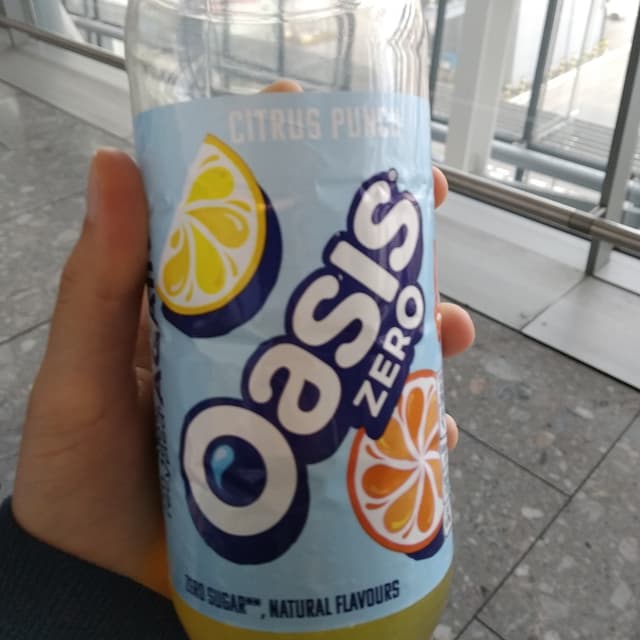 CITRUS PUNCH
Oasis
ZERO
ZERO SUGAR**, NATURAL FLAVOURS